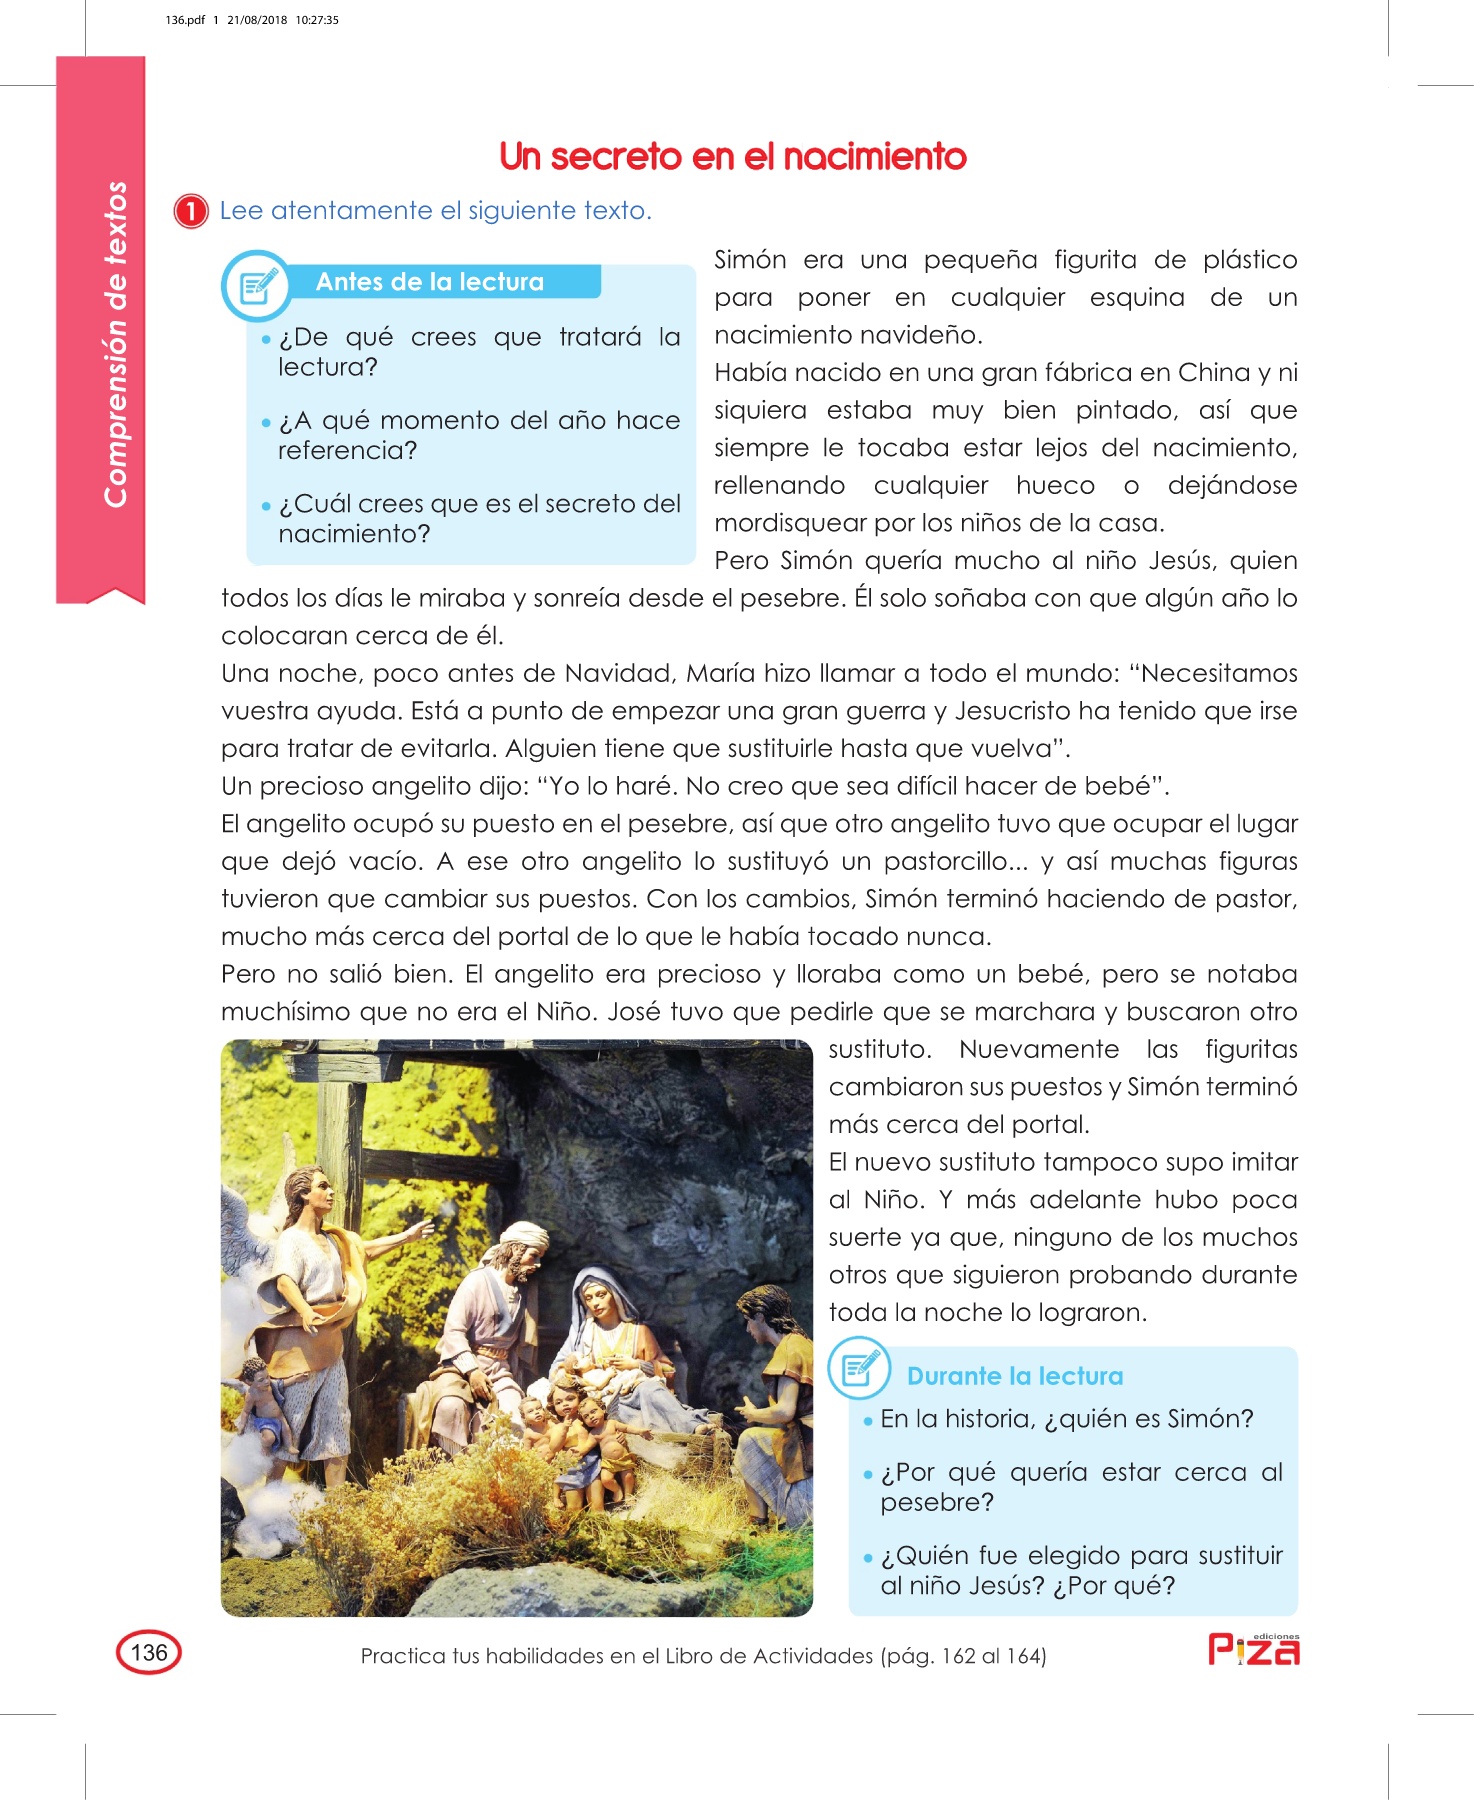 136.pdf 1 21/08/2018 10:27:35
Comprensión de textos
Un secreto en el nacimiento
1 Lee atentamente el siguiente texto.
Antes de la lectura
• ¿De qué crees que tratará la
lectura?
• ¿A qué momento del año hace
referencia?
• ¿Cuál crees que es el secreto del
nacimiento?
Simón era una pequeña figurita de plástico
para poner en cualquier esquina de un
nacimiento navideño.
Había nacido en una gran fábrica en China y ni
siquiera estaba muy bien pintado, así que
siempre le tocaba estar lejos del nacimiento,
rellenando cualquier hueco o dejándose
mordisquear por los niños de la casa.
Pero Simón quería mucho al niño Jesús, quien
todos los días le miraba y sonreía desde el pesebre. Él solo soñaba con que algún año lo
colocaran cerca de él.
Una noche, poco antes de Navidad, María hizo llamar a todo el mundo: “Necesitamos
vuestra ayuda. Está a punto de empezar una gran guerra y Jesucristo ha tenido que irse
para tratar de evitarla. Alguien tiene que sustituirle hasta que vuelva”.
Un precioso angelito dijo: “Yo lo haré. No creo que sea difícil hacer de bebé”.
El angelito ocupó su puesto en el pesebre, así que otro angelito tuvo que ocupar el lugar
que dejó vacío. A ese otro angelito lo sustituyó un pastorcillo... y así muchas figuras
tuvieron que cambiar sus puestos. Con los cambios, Simón terminó haciendo de pastor,
mucho más cerca del portal de lo que le había tocado nunca.
Pero no salió bien. El angelito era precioso y lloraba como un bebé, pero se notaba
muchísimo que no era el Niño. José tuvo que pedirle que se marchara y buscaron otro
sustituto. Nuevamente las figuritas
cambiaron sus puestos y Simón terminó
más cerca del portal.
El nuevo sustituto tampoco supo imitar
al Niño. Y más adelante hubo poca
suerte ya que, ninguno de los muchos
otros que siguieron probando durante
toda la noche lo lograron.
Durante la lectura
• En la historia, ¿quién es Simón?
• ¿Por qué quería estar cerca al
pesebre?
• ¿Quién fue elegido para sustituir
al niño Jesús? ¿Por qué?
136
Practica tus habilidades en el Libro de Actividades (pág. 162 al 164)
ediciones
Piza